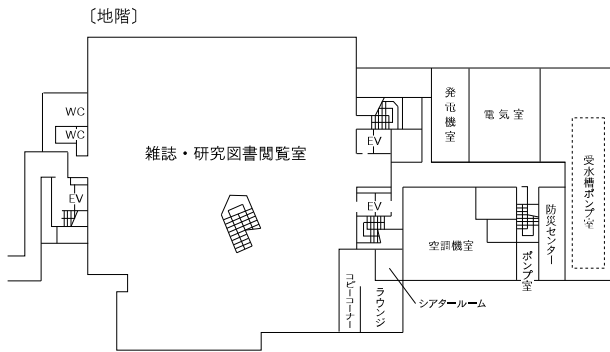 〔地階〕
WC
WC
雑誌・研究図書閲覧室
EV
EV
EV
発電機室
電気室
受水槽ポンプ室
防災センター
空調機室
ポンプ室
コピーコーナー
ラウンジ
シアタールーム